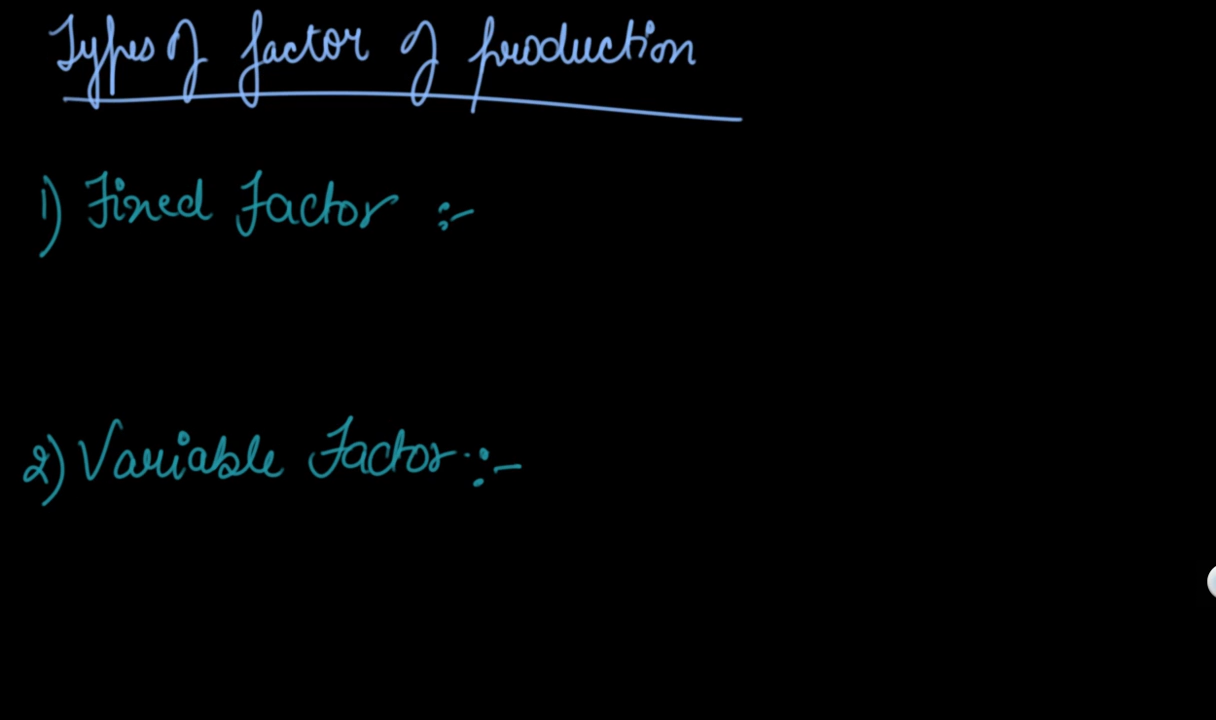 Types of factor of production
1) Fixed Factor :-
2) Variable Factor :-